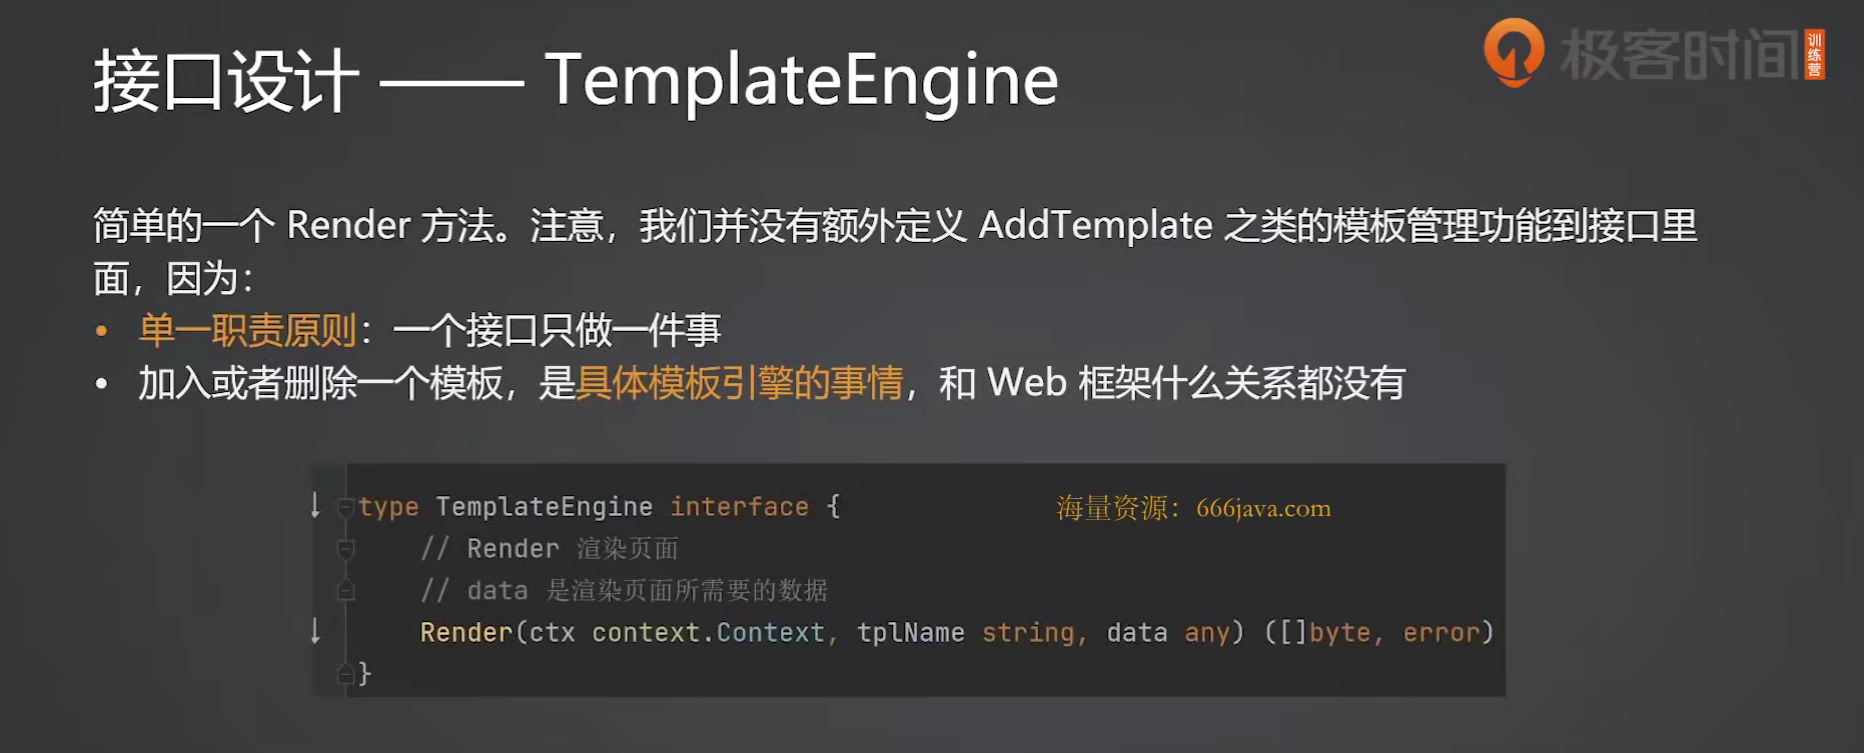 接口设计 —— TemplateEngine
极客时间
训练营
简单的一个 Render 方法。注意，我们并没有额外定义 AddTemplate 之类的模板管理功能到接口里
面，因为：
• 单一职责原则：一个接口只做一件事
• 加入或者删除一个模板，是具体模板引擎的事情，和 Web 框架什么关系都没有
type TemplateEngine interface {
海量资源：666java.com
// Render 渲染页面
// data 是渲染页面所需要的数据
Render(ctx context.Context, tplName string, data any) ([]byte, error)
}